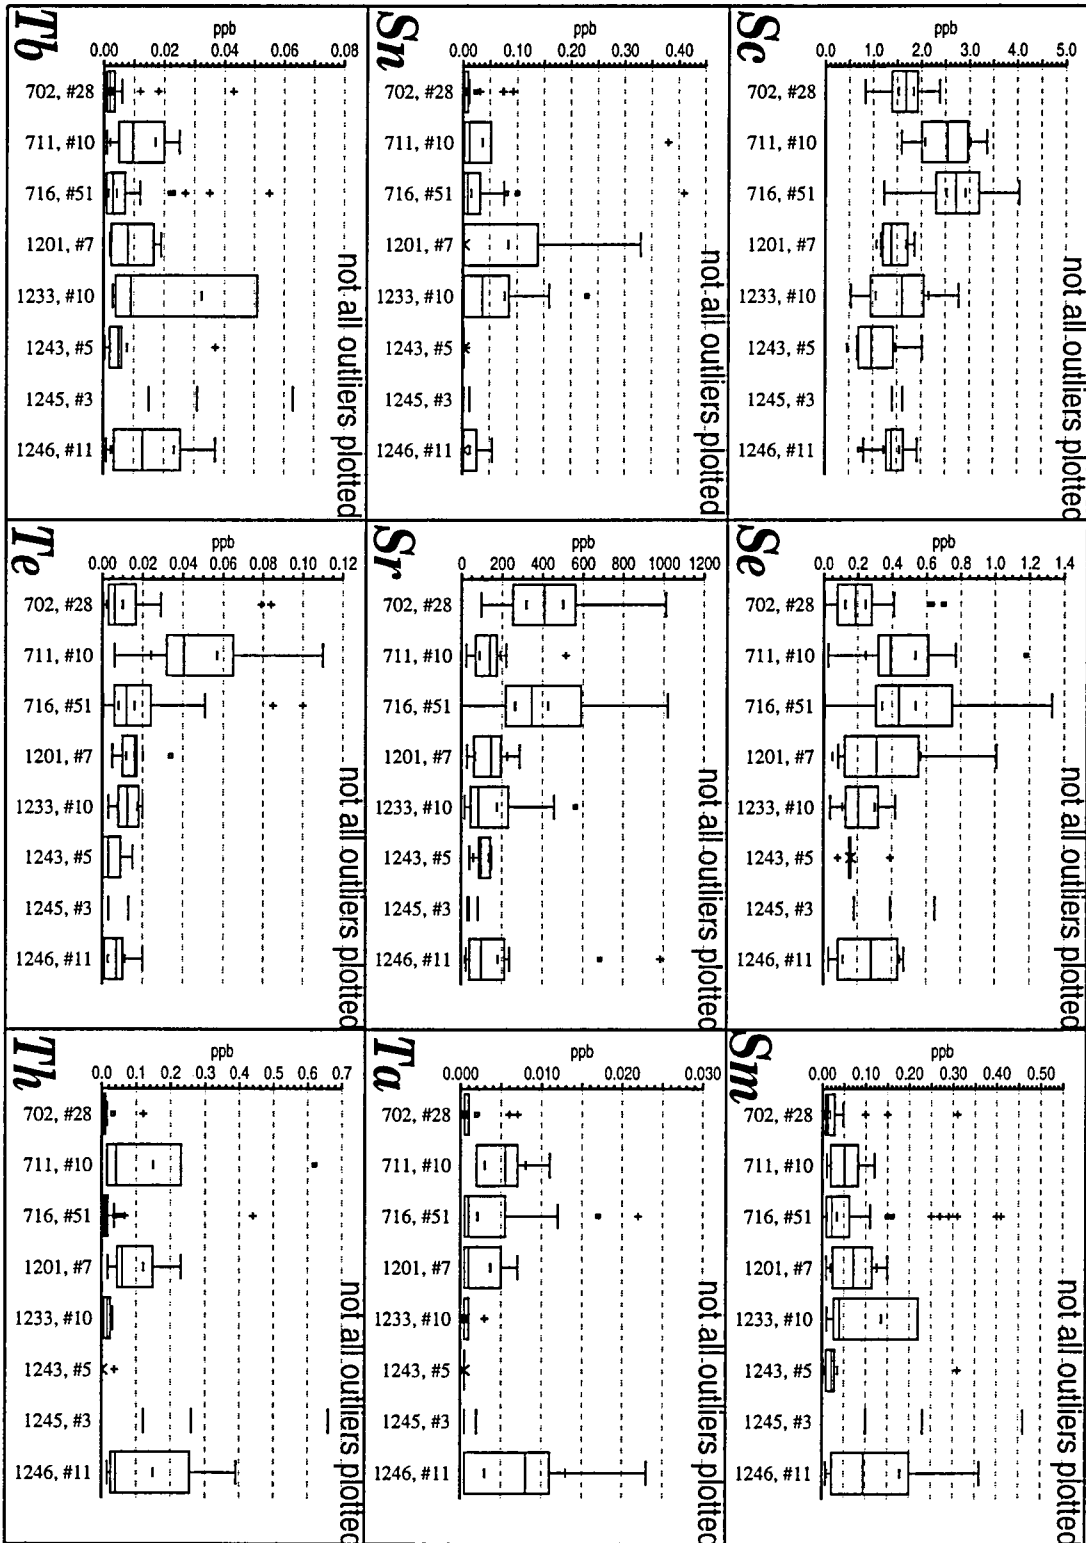 Sc
ppb
0.0 1.0 2.0 3.0 4.0 5.0
702, #28
711, #10
716, #51
1201, #7
1233, #10
1243, #5
1245, #3
1246, #11
not all outliers plotted
Se
ppb
0.0 0.2 0.4 0.6 0.8 1.0 1.2 1.4
702, #28
711, #10
716, #51
1201, #7
1233, #10
1243, #5
1245, #3
1246, #11
not all outliers plotted
Sm
ppb
0.00 0.10 0.20 0.30 0.40 0.50
702, #28
711, #10
716, #51
1201, #7
1233, #10
1243, #5
1245, #3
1246, #11
not all outliers plotted
Sn
ppb
0.00 0.10 0.20 0.30 0.40
702, #28
711, #10
716, #51
1201, #7
1233, #10
1243, #5
1245, #3
1246, #11
not all outliers plotted
Sr
ppb
0 200 400 600 800 1000 1200
702, #28
711, #10
716, #51
1201, #7
1233, #10
1243, #5
1245, #3
1246, #11
not all outliers plotted
Ta
ppb
0.000 0.010 0.020 0.030
702, #28
711, #10
716, #51
1201, #7
1233, #10
1243, #5
1245, #3
1246, #11
not all outliers plotted
Tb
ppb
0.00 0.02 0.04 0.06 0.08
702, #28
711, #10
716, #51
1201, #7
1233, #10
1243, #5
1245, #3
1246, #11
not all outliers plotted
Te
ppb
0.00 0.02 0.04 0.06 0.08 0.10 0.12
702, #28
711, #10
716, #51
1201, #7
1233, #10
1243, #5
1245, #3
1246, #11
not all outliers plotted
Th
ppb
0.0 0.1 0.2 0.3 0.4 0.5 0.6 0.7
702, #28
711, #10
716, #51
1201, #7
1233, #10
1243, #5
1245, #3
1246, #11
not all outliers plotted